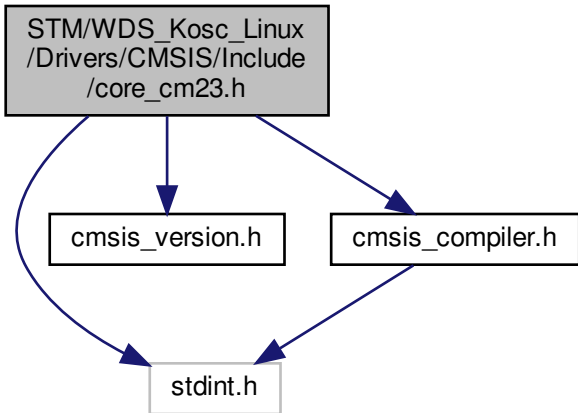 STM/WDS_Kosc_Linux
/Drivers/CMSIS/Include
/core_cm23.h
cmsis_version.h
cmsis_compiler.h
stdint.h